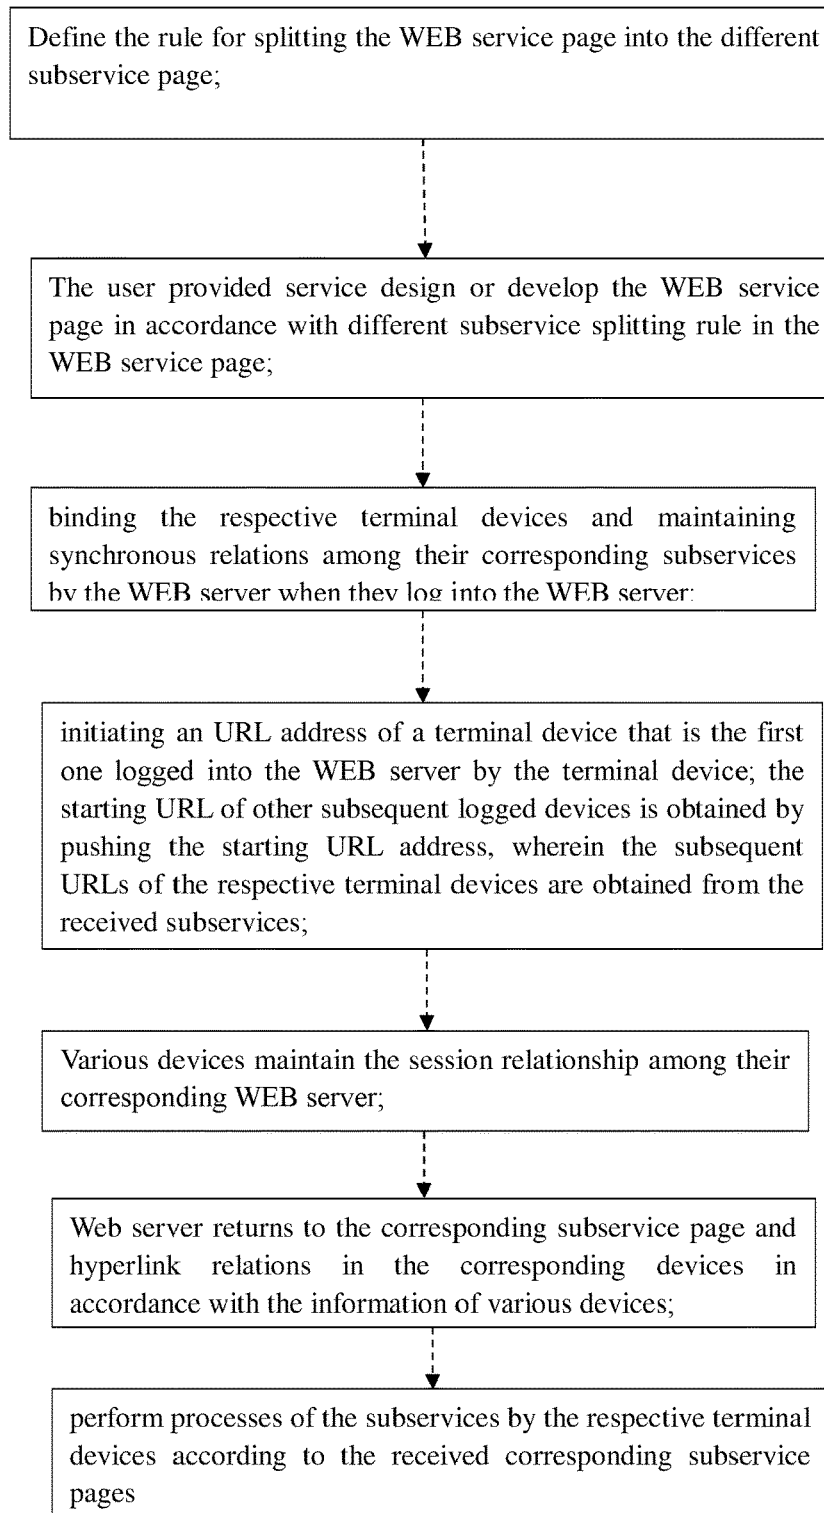 Define the rule for splitting the WEB service page into the different
subservice page;
The user provided service design or develop the WEB service
page in accordance with different subservice splitting rule in the
WEB service page;
binding the respective terminal devices and maintaining
synchronous relations among their corresponding subservices
by the WEB server when they log into the WEB server;
initiating an URL address of a terminal device that is the first
one logged into the WEB server by the terminal device; the
starting URL of other subsequent logged devices is obtained by
pushing the starting URL address, wherein the subsequent
URLs of the respective terminal devices are obtained from the
received subservices;
Various devices maintain the session relationship among their
corresponding WEB server;
Web server returns to the corresponding subservice page and
hyperlink relations in the corresponding devices in
accordance with the information of various devices;
perform processes of the subservices by the respective terminal
devices according to the received corresponding subservice
pages